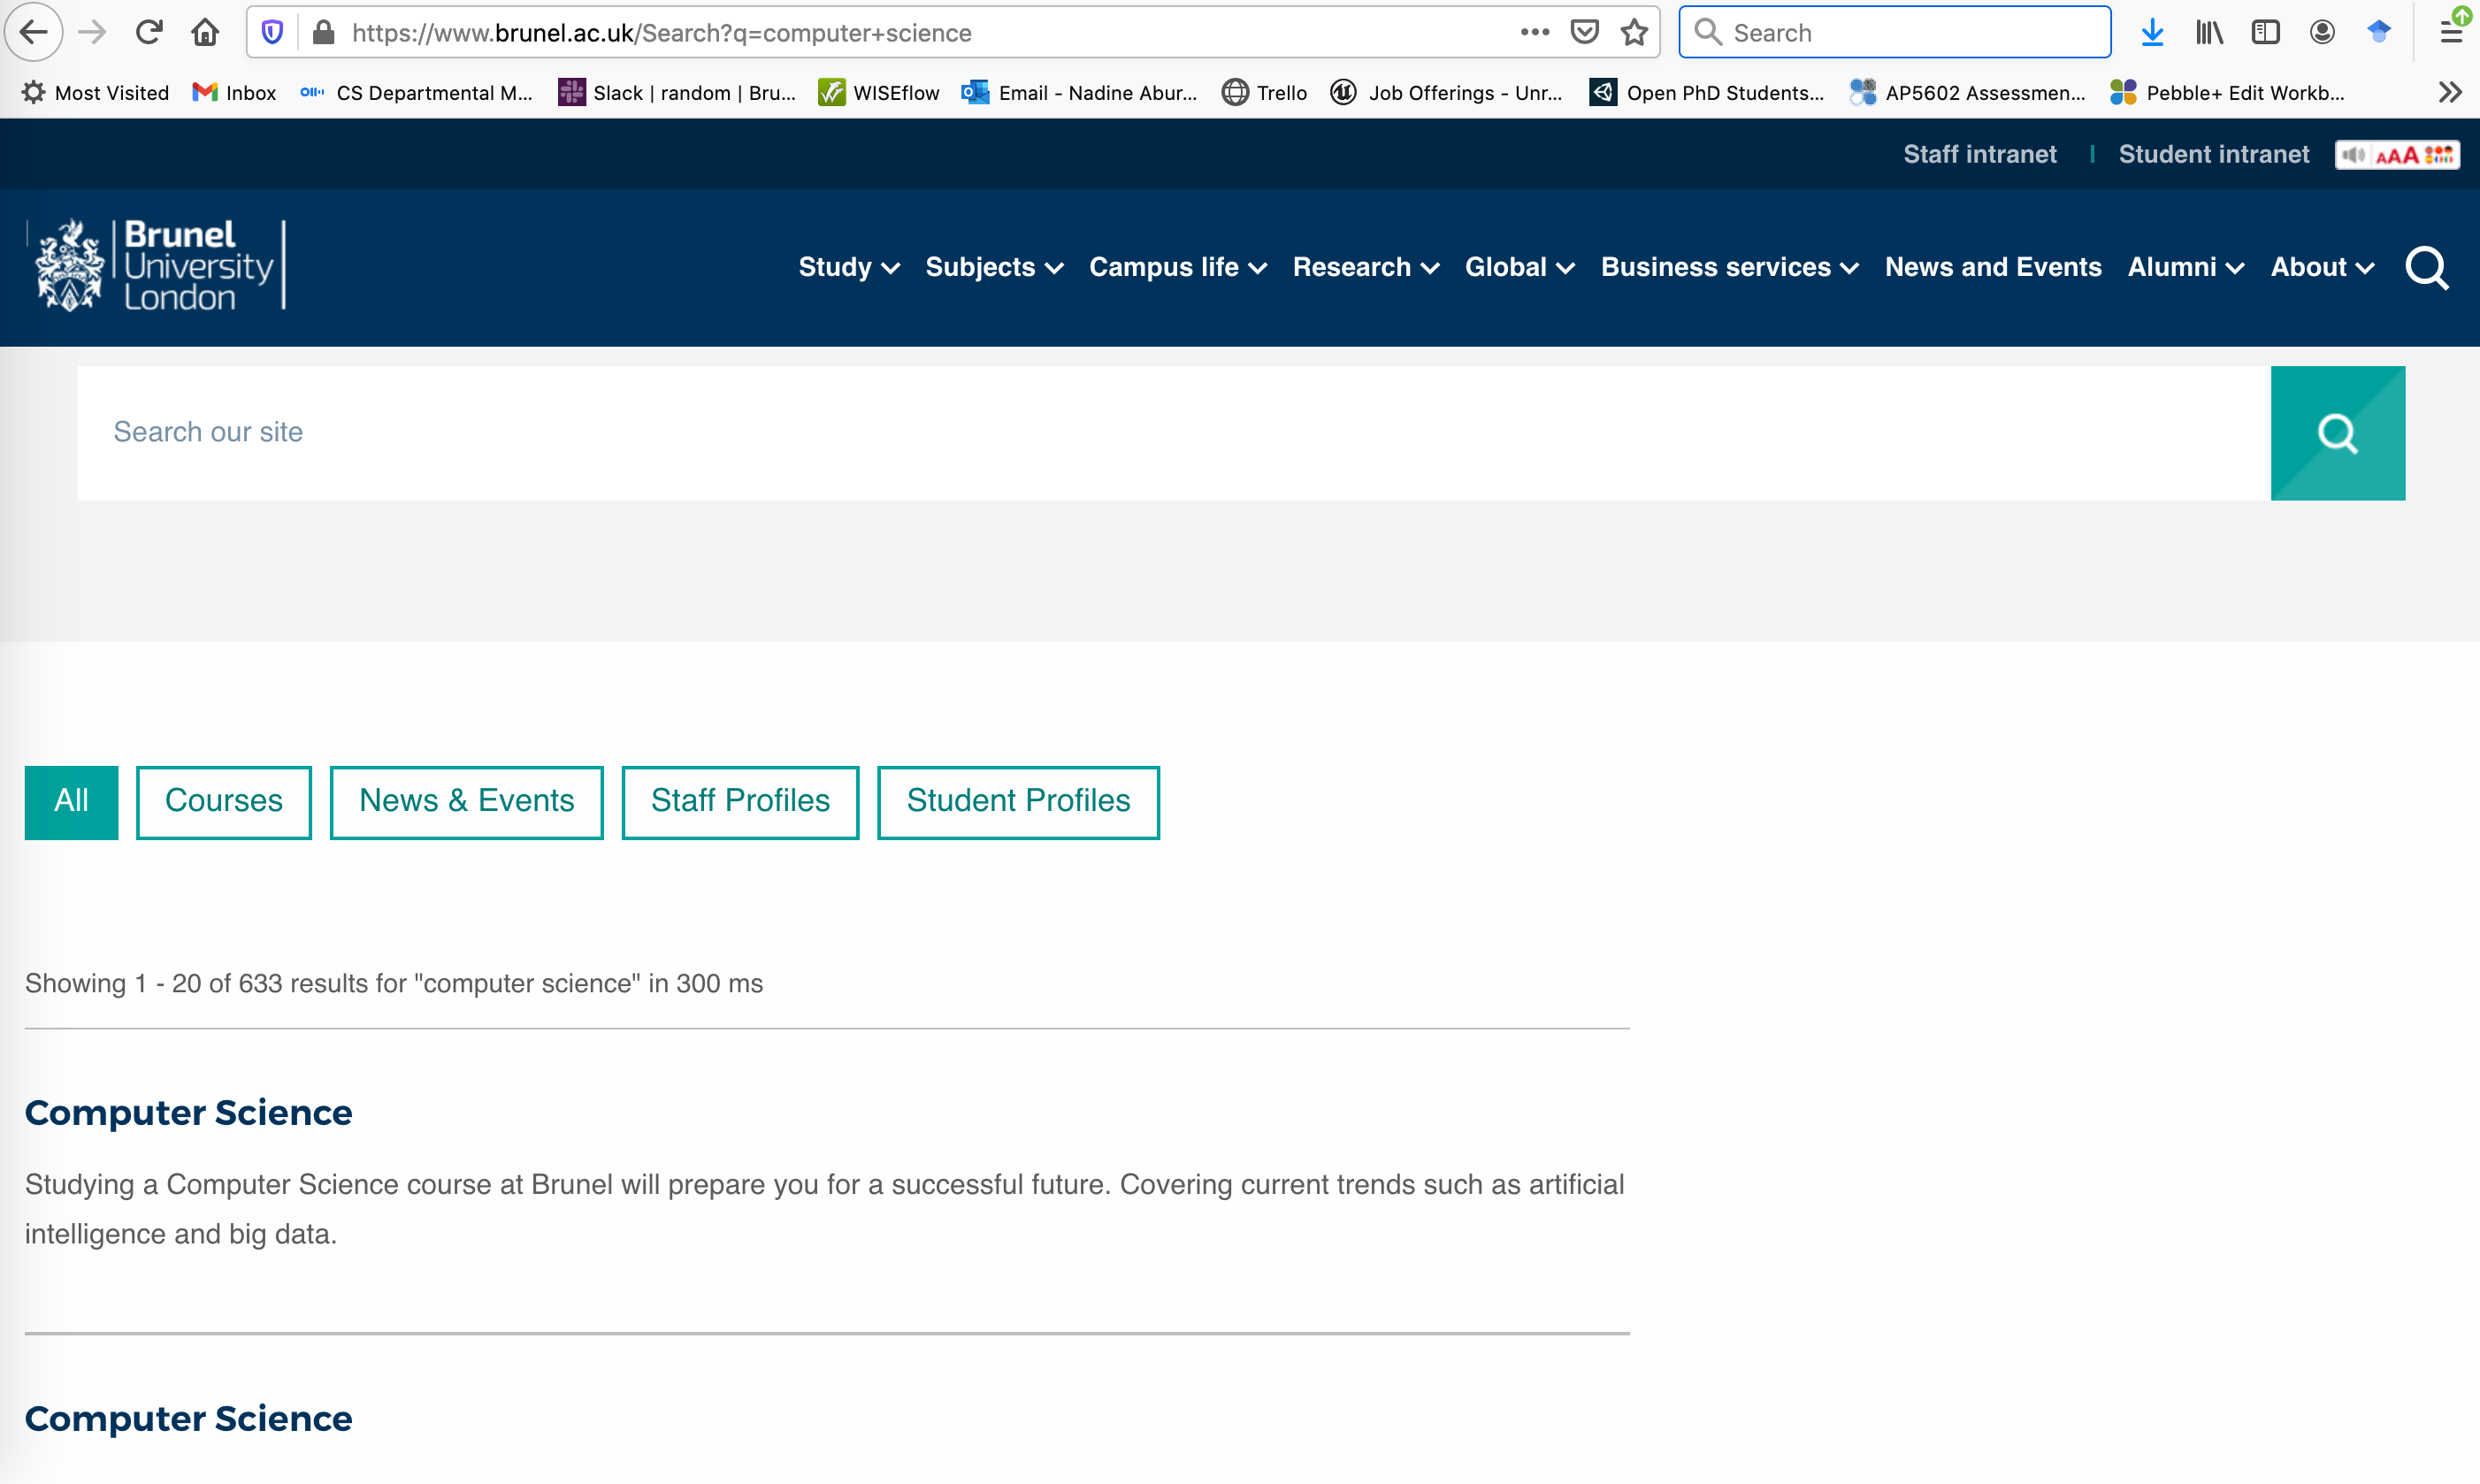 https://www.brunel.ac.uk/Search?q=computer+science
Search
Most Visited
Inbox
CS Departmental M...
Slack | random | Bru...
WISEflow
Email - Nadine Abur...
Trello
Job Offerings - Unr...
Open PhD Students...
AP5602 Assessmen...
Pebble+ Edit Workb...
Staff intranet | Student intranet
AAA
Brunel
University
London
Study
Subjects
Campus life
Research
Global
Business services
News and Events
Alumni
About
Search our site
All
Courses
News & Events
Staff Profiles
Student Profiles
Showing 1 - 20 of 633 results for "computer science" in 300 ms
Computer Science
Studying a Computer Science course at Brunel will prepare you for a successful future. Covering current trends such as artificial
intelligence and big data.
Computer Science